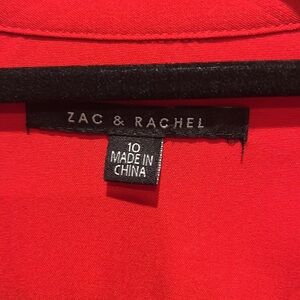 ZAC & RACHEL
10
MADE IN
CHINA